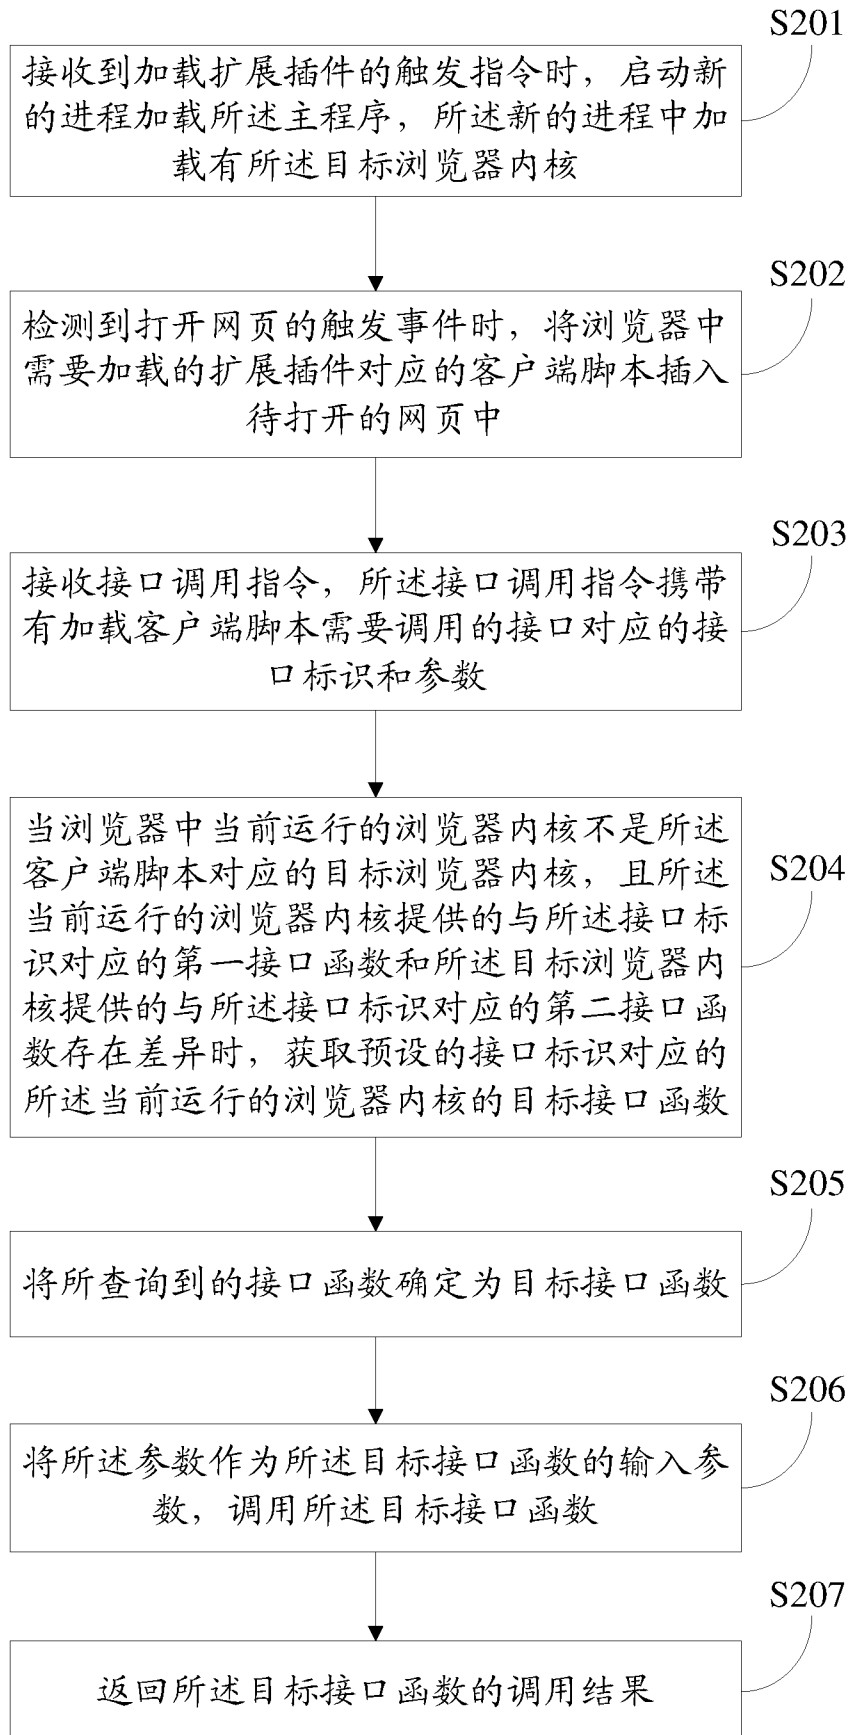 S201
接收到加载扩展插件的触发指令时，启动新
的进程加载所述主程序，所述新的进程中加
载有所述目标浏览器内核
S202
检测到打开网页的触发事件时，将浏览器中
需要加载的扩展插件对应的客户端脚本插入
待打开的网页中
S203
接收接口调用指令，所述接口调用指令携带
有加载客户端脚本需要调用的接口对应的接
口标识和参数
S204
当浏览器中当前运行的浏览器内核不是所述
客户端脚本对应的目标浏览器内核，且所述
当前运行的浏览器内核提供的与所述接口标
识对应的第一接口函数和所述目标浏览器内
核提供的与所述接口标识对应的第二接口函
数存在差异时，获取预设的接口标识对应的
所述当前运行的浏览器内核的目标接口函数
S205
将所查询到的接口函数确定为目标接口函数
S206
将所述参数作为所述目标接口函数的输入参
数，调用所述目标接口函数
S207
返回所述目标接口函数的调用结果